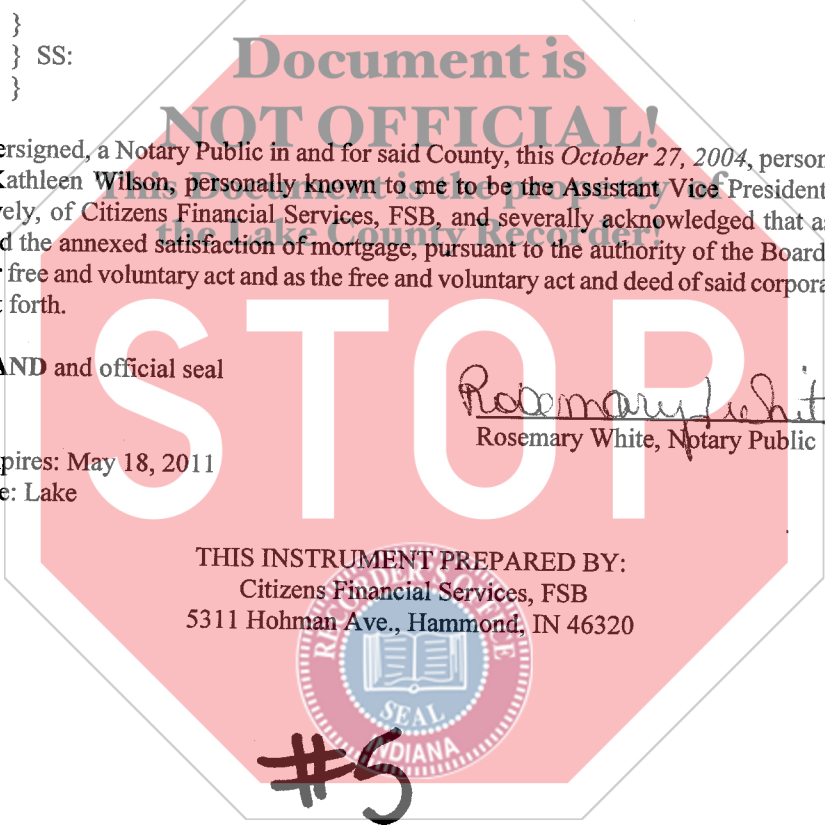 }
} SS:
}
Document is
NOT OFFICIAL!
This Document is the property of
the Lake County Recorder!
ersigned, a Notary Public in and for said County, this October 27, 2004, person
Kathleen Wilson, personally known to me to be the Assistant Vice President
vely, of Citizens Financial Services, FSB, and severally acknowledged that as
d the annexed satisfaction of mortgage, pursuant to the authority of the Board
r free and voluntary act and as the free and voluntary act and deed of said corpora
t forth.
STOP
AND and official seal
Rosemary White
Rosemary White, Notary Public
pires: May 18, 2011
e: Lake
THIS INSTRUMENT PREPARED BY:
Citizens Financial Services, FSB
5311 Hohman Ave., Hammond, IN 46320
RECORDER'S OFFICE
SEAL
INDIANA
#5